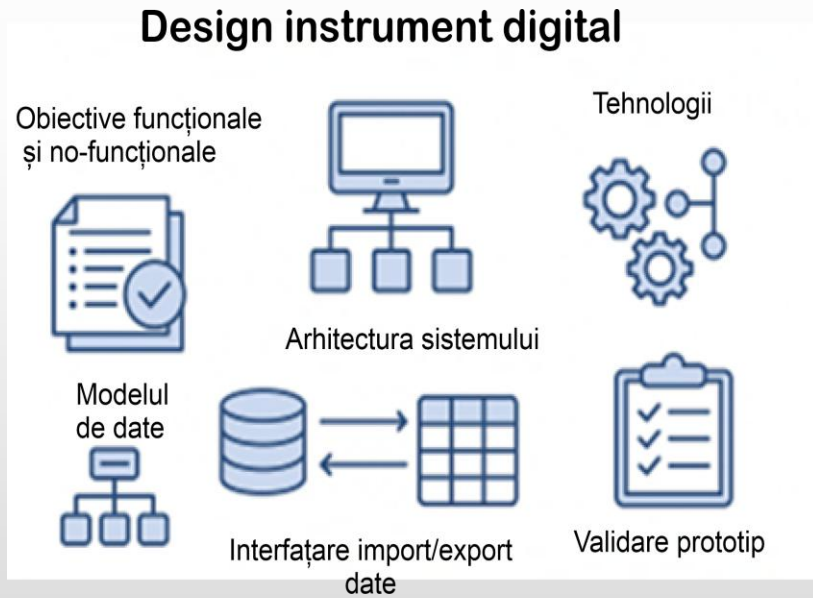 Design instrument digital
Obiective funcționale
și no-funcționale
Tehnologii
Arhitectura sistemului
Modelul
de date
Interfațare import/export
date
Validare prototip